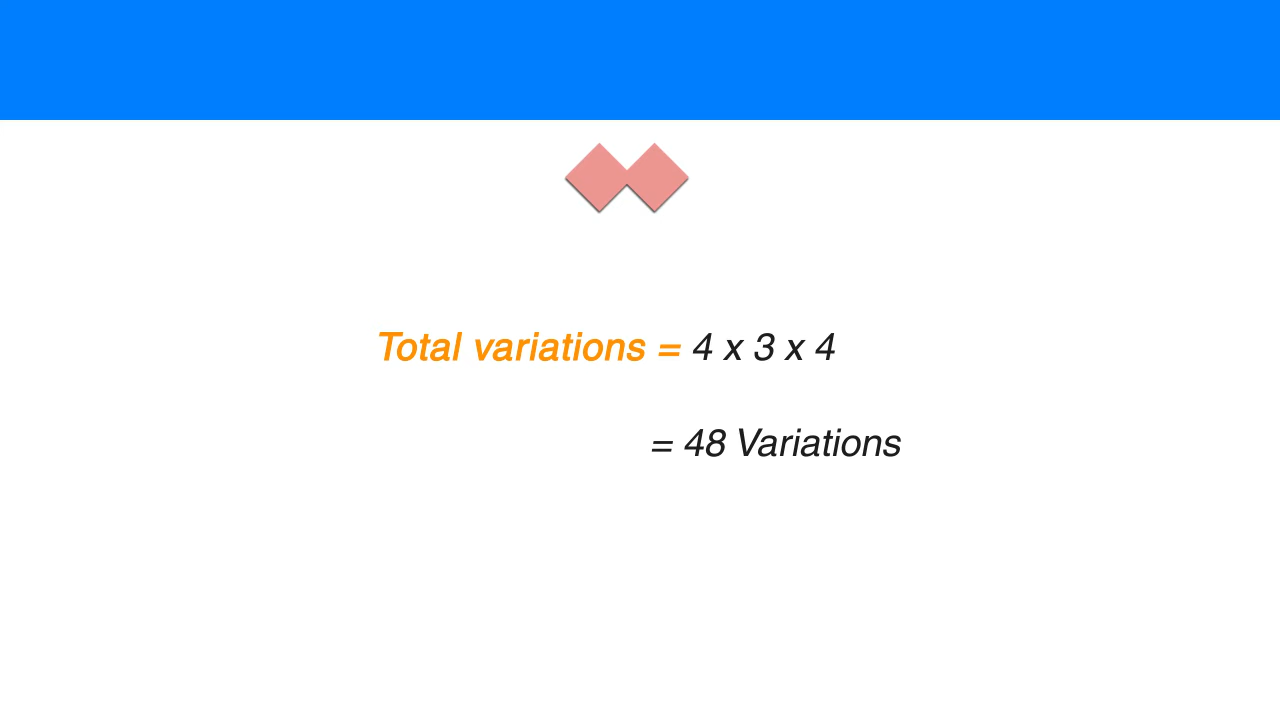 Total variations = 4 x 3 x 4
= 48 Variations